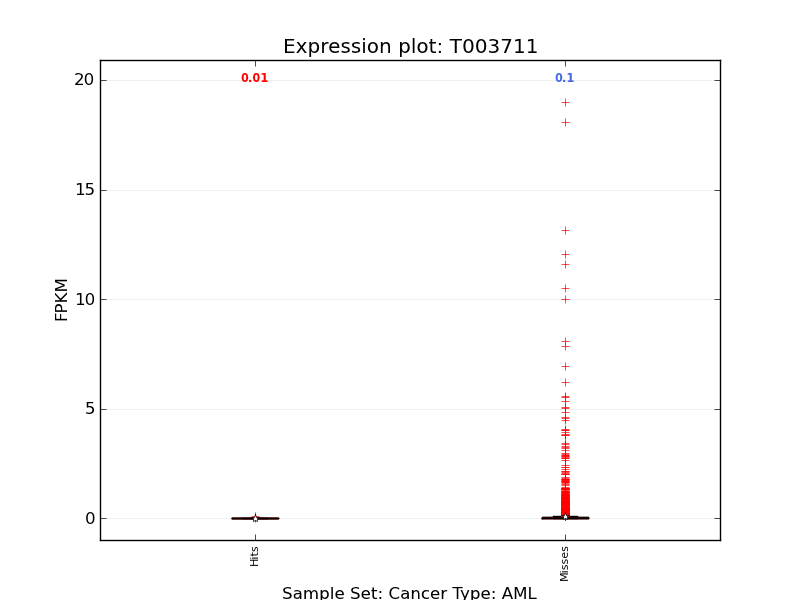 Expression plot: T003711
0.01
0.1
20
15
10
5
0
FPKM
Hits
Misses
Sample Set: Cancer Type: AML